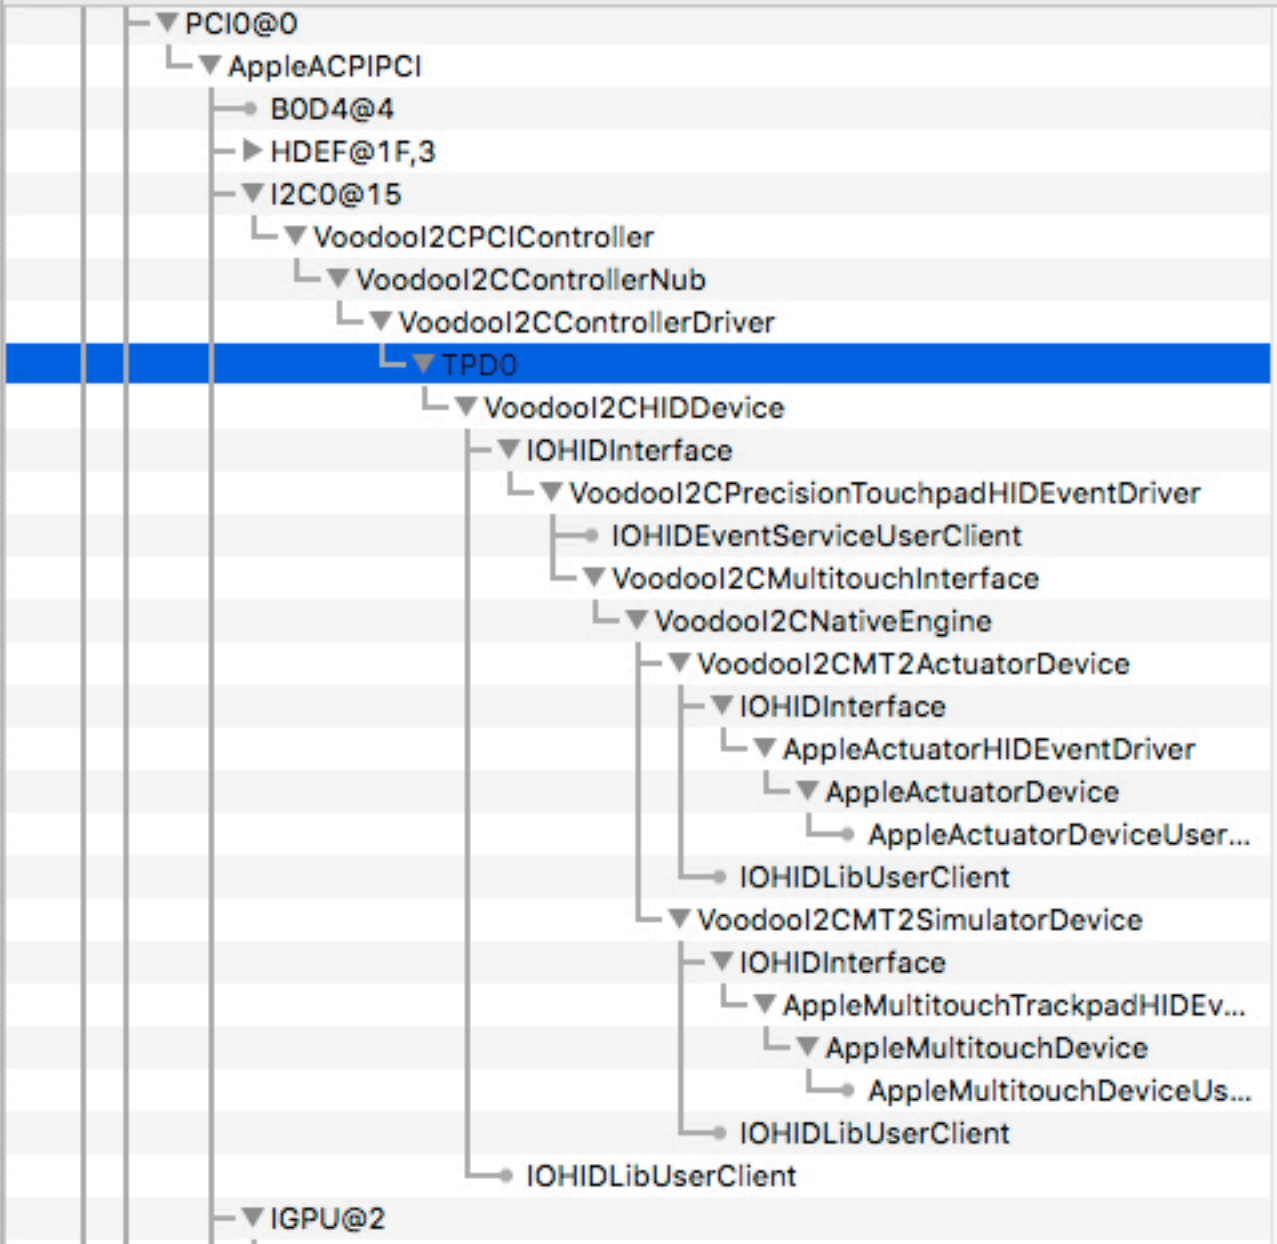 PCI0@0
AppleACPIPCI
B0D4@4
HDEF@1F,3
I2C0@15
VoodooI2CPCIController
VoodooI2CControllerNub
VoodooI2CControllerDriver
TPD0
VoodooI2CHIDDevice
IOHIDInterface
VoodooI2CPrecisionTouchpadHIDEventDriver
IOHIDEventServiceUserClient
VoodooI2CMultitouchInterface
VoodooI2CNativeEngine
VoodooI2CMT2ActuatorDevice
IOHIDInterface
AppleActuatorHIDEventDriver
AppleActuatorDevice
AppleActuatorDeviceUser...
IOHIDLibUserClient
VoodooI2CMT2SimulatorDevice
IOHIDInterface
AppleMultitouchTrackpadHIDEv...
AppleMultitouchDevice
AppleMultitouchDeviceUs...
IOHIDLibUserClient
IOHIDLibUserClient
IGPU@2